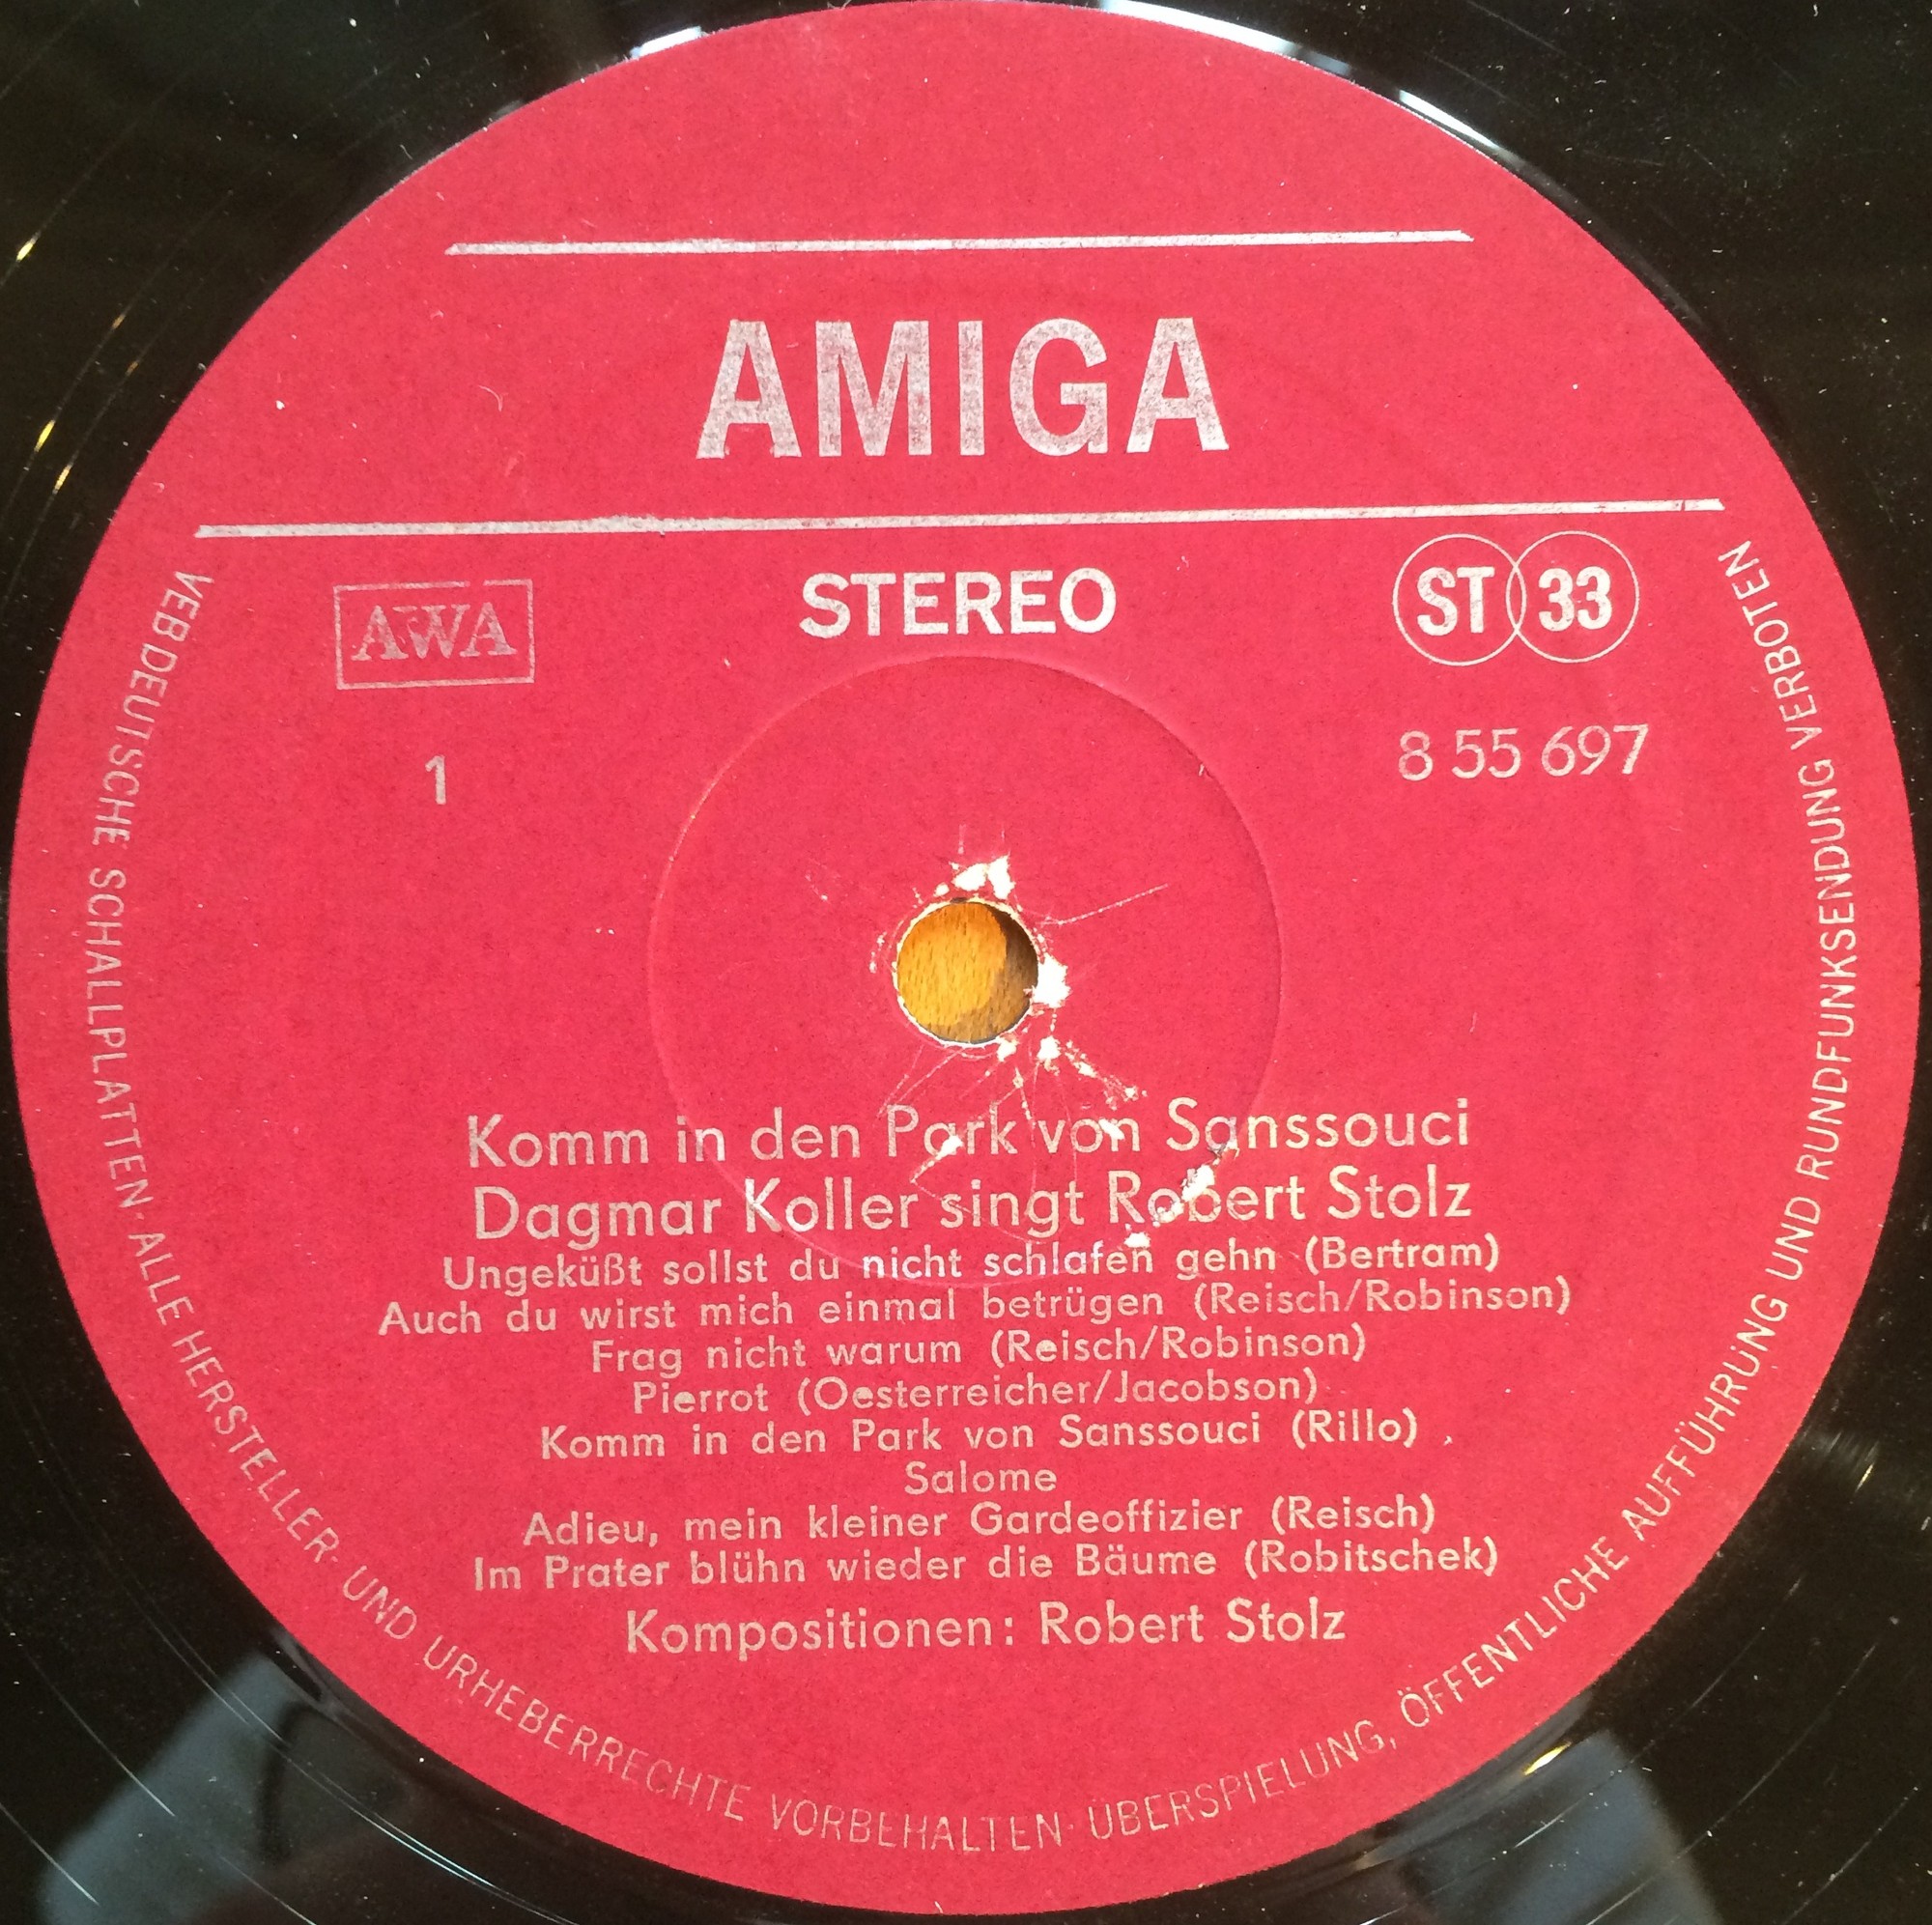 AMIGA
AWA
STEREO
ST 33
1
8 55 697
Komm in den Park von Sanssouci
Dagmar Koller singt Robert Stolz
Ungeküßt sollst du nicht schlafen gehn (Bertram)
Auch du wirst mich einmal betrügen (Reisch/Robinson)
Frag nicht warum (Reisch/Robinson)
Pierrot (Oesterreicher/Jacobson)
Komm in den Park von Sanssouci (Rillo)
Salome
Adieu, mein kleiner Gardeoffizier (Reisch)
Im Prater blühn wieder die Bäume (Robitschek)
Kompositionen: Robert Stolz
VEB DEUTSCHE SCHALLPLATTEN · ALLE HERSTELLER- UND URHEBERRECHTE VORBEHALTEN · ÜBERSPIELUNG, ÖFFENTLICHE AUFFÜHRUNG UND RUNDFUNKSENDUNG VERBOTEN